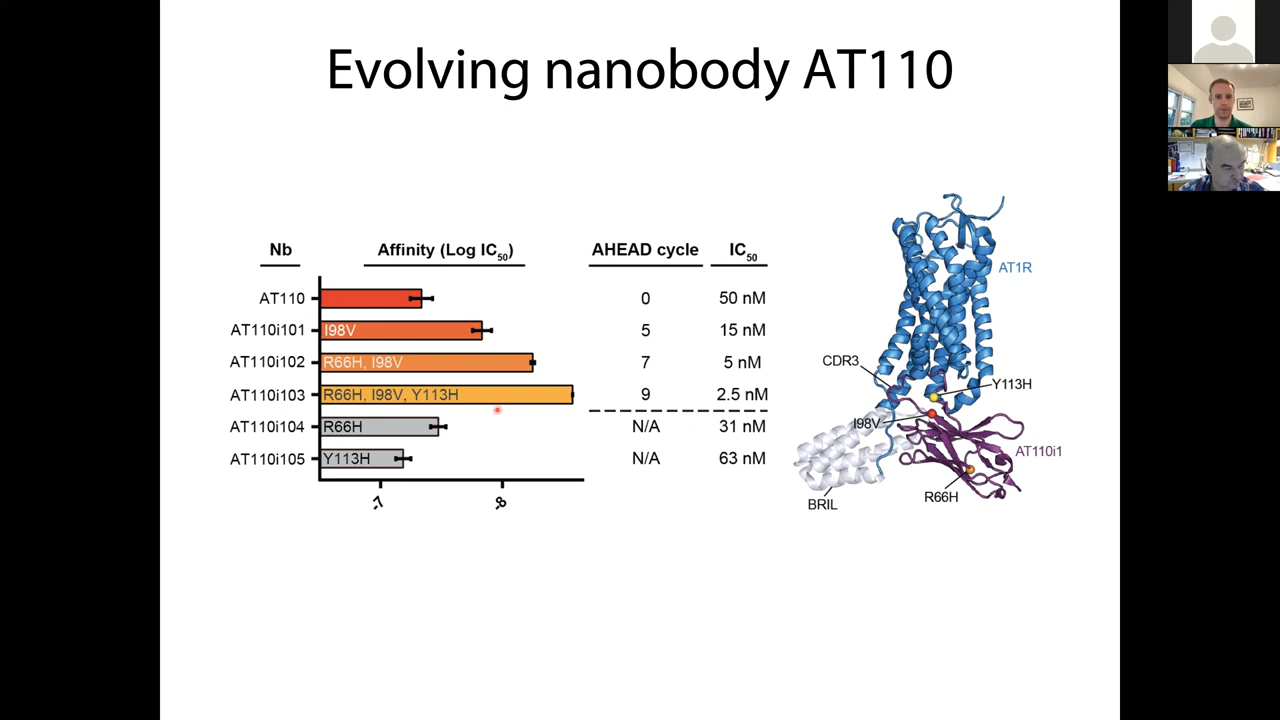 Evolving nanobody AT110
Nb Affinity (Log IC50) AHEAD cycle IC50
AT110 0 50 nM
AT110i101 I98V 5 15 nM
AT110i102 R66H, I98V 7 5 nM
AT110i103 R66H, I98V, Y113H 9 2.5 nM
AT110i104 R66H N/A 31 nM
AT110i105 Y113H N/A 63 nM
-7 -8
AT1R
CDR3
Y113H
I98V
AT110i1
R66H
BRIL